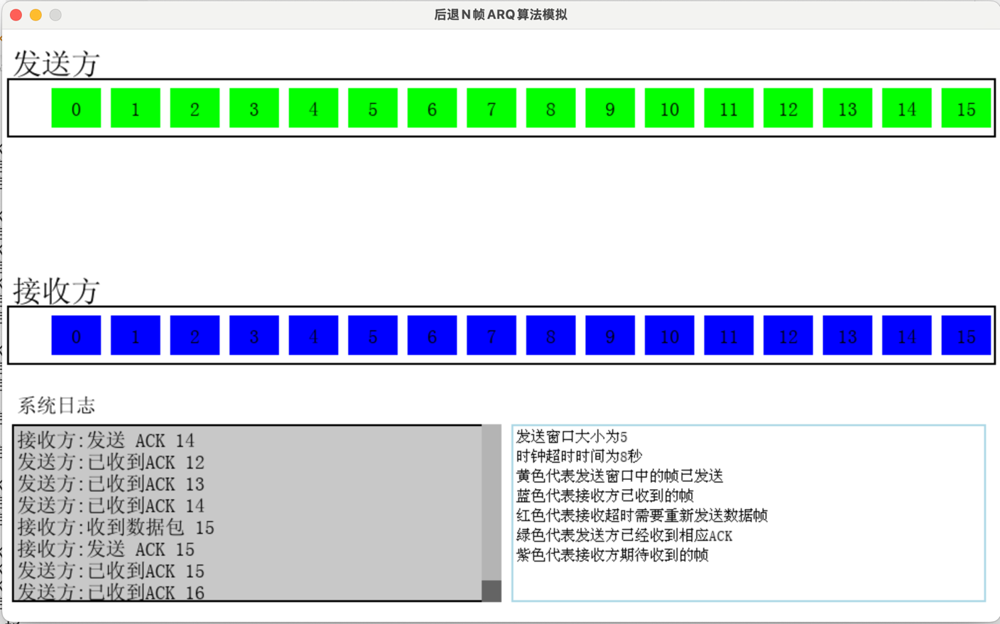 后退N帧ARQ算法模拟
发送方
0 1 2 3 4 5 6 7 8 9 10 11 12 13 14 15
接收方
0 1 2 3 4 5 6 7 8 9 10 11 12 13 14 15
系统日志
接收方:发送 ACK 14
发送方:已收到ACK 12
发送方:已收到ACK 13
发送方:已收到ACK 14
接收方:收到数据包 15
接收方:发送 ACK 15
发送方:已收到ACK 15
发送方:已收到ACK 16
发送窗口大小为5
时钟超时时间为8秒
黄色代表发送窗口中的帧已发送
蓝色代表接收方已收到的帧
红色代表接收超时需要重新发送数据帧
绿色代表发送方已经收到相应ACK
紫色代表接收方期待收到的帧